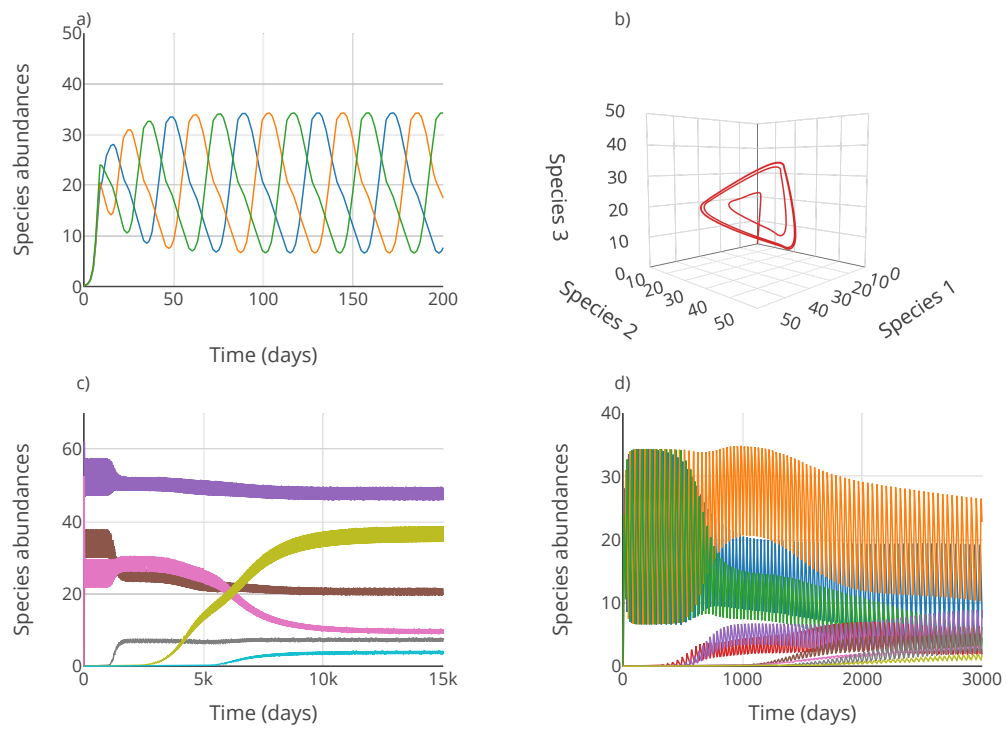 a)
50
40
30
20
10
0
Species abundances
0 50 100 150 200
Time (days)
b)
50
40
30
20
10
Species 3
0 10 20 30 40 50
Species 2
50 40 30 20 10 0
Species 1
c)
60
40
20
0
Species abundances
5k 10k 15k
0
Time (days)
d)
40
30
20
10
0
Species abundances
0 1000 2000 3000
Time (days)